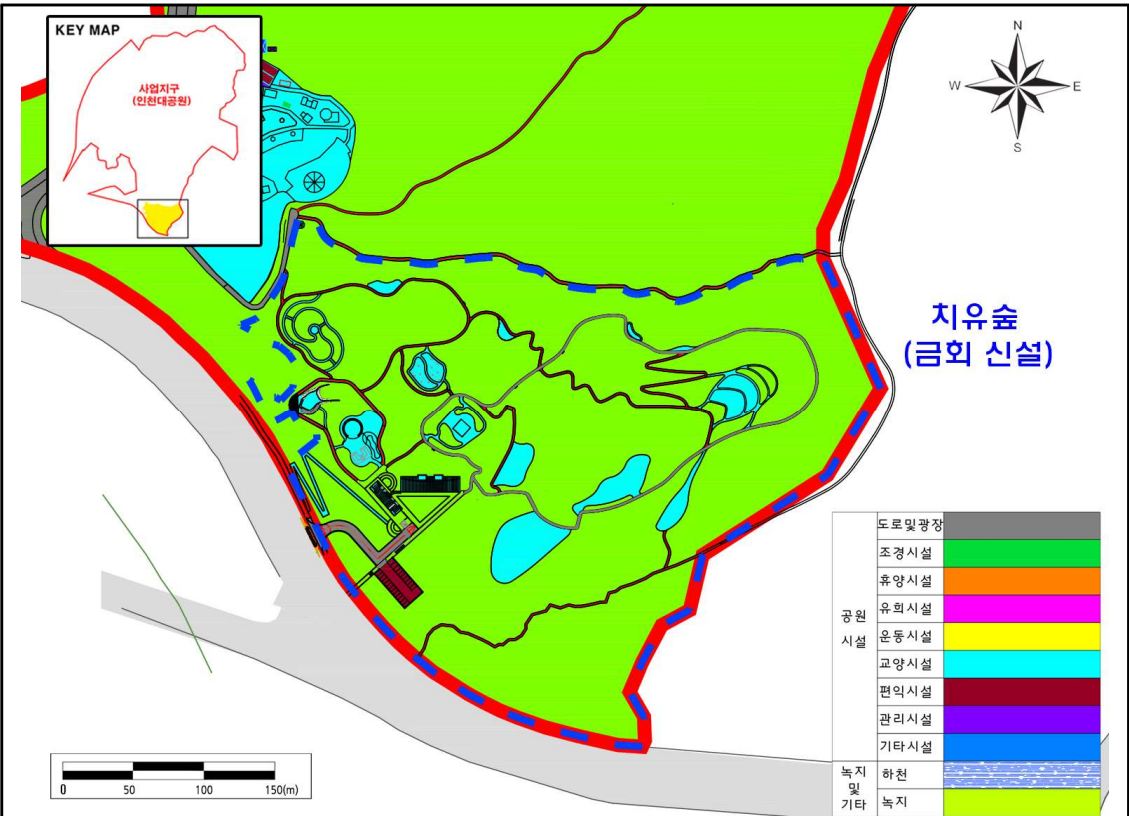 KEY MAP
사업지구
(인천대공원)
N
W
E
S
치유숲
(금회 신설)
공원
시설
도로및광장
조경시설
휴양시설
유희시설
운동시설
교양시설
편익시설
관리시설
기타시설
녹지
및
기타
하천
녹지
0 50 100 150(m)